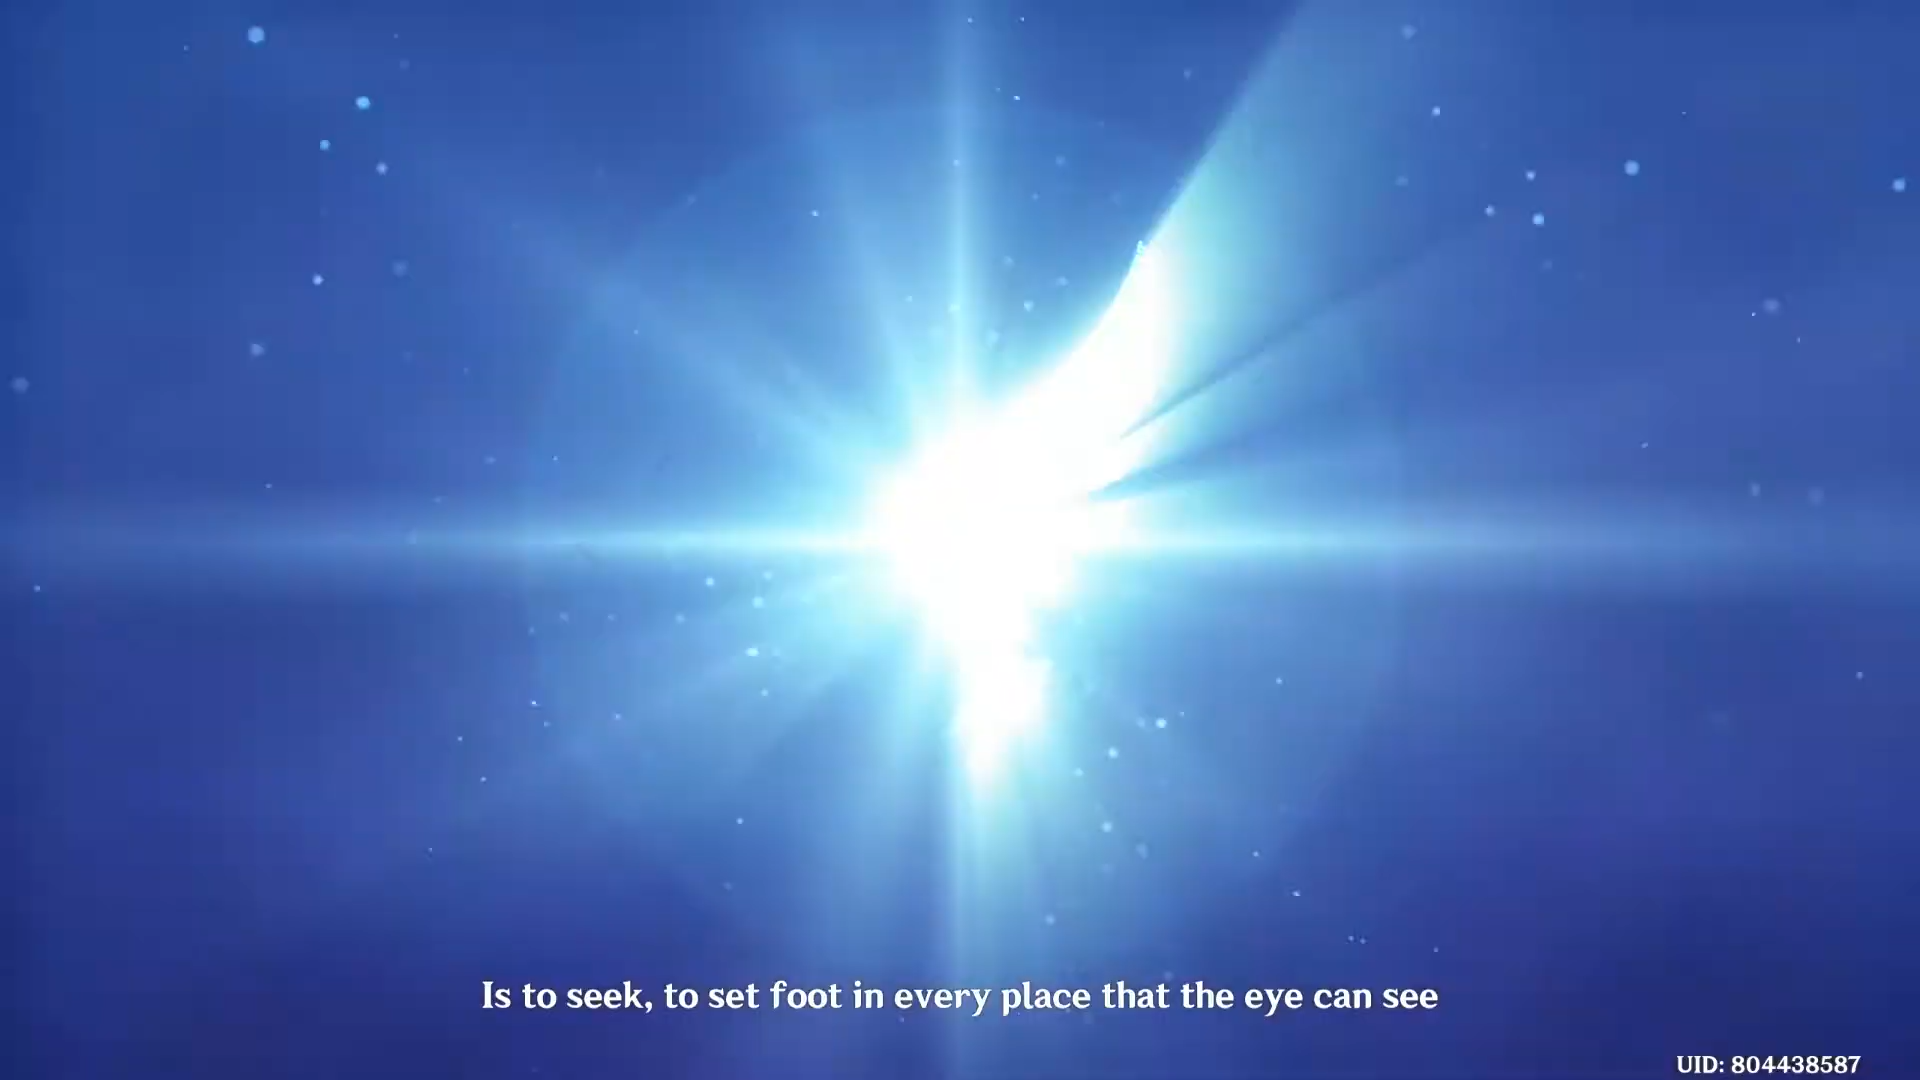 Is to seek, to set foot in every place that the eye can see
UID: 804438587